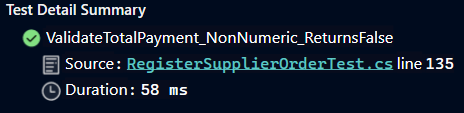 Test Detail Summary
ValidateTotalPayment_NonNumeric_ReturnsFalse
Source: RegisterSupplierOrderTest.cs line 135
Duration: 58 ms